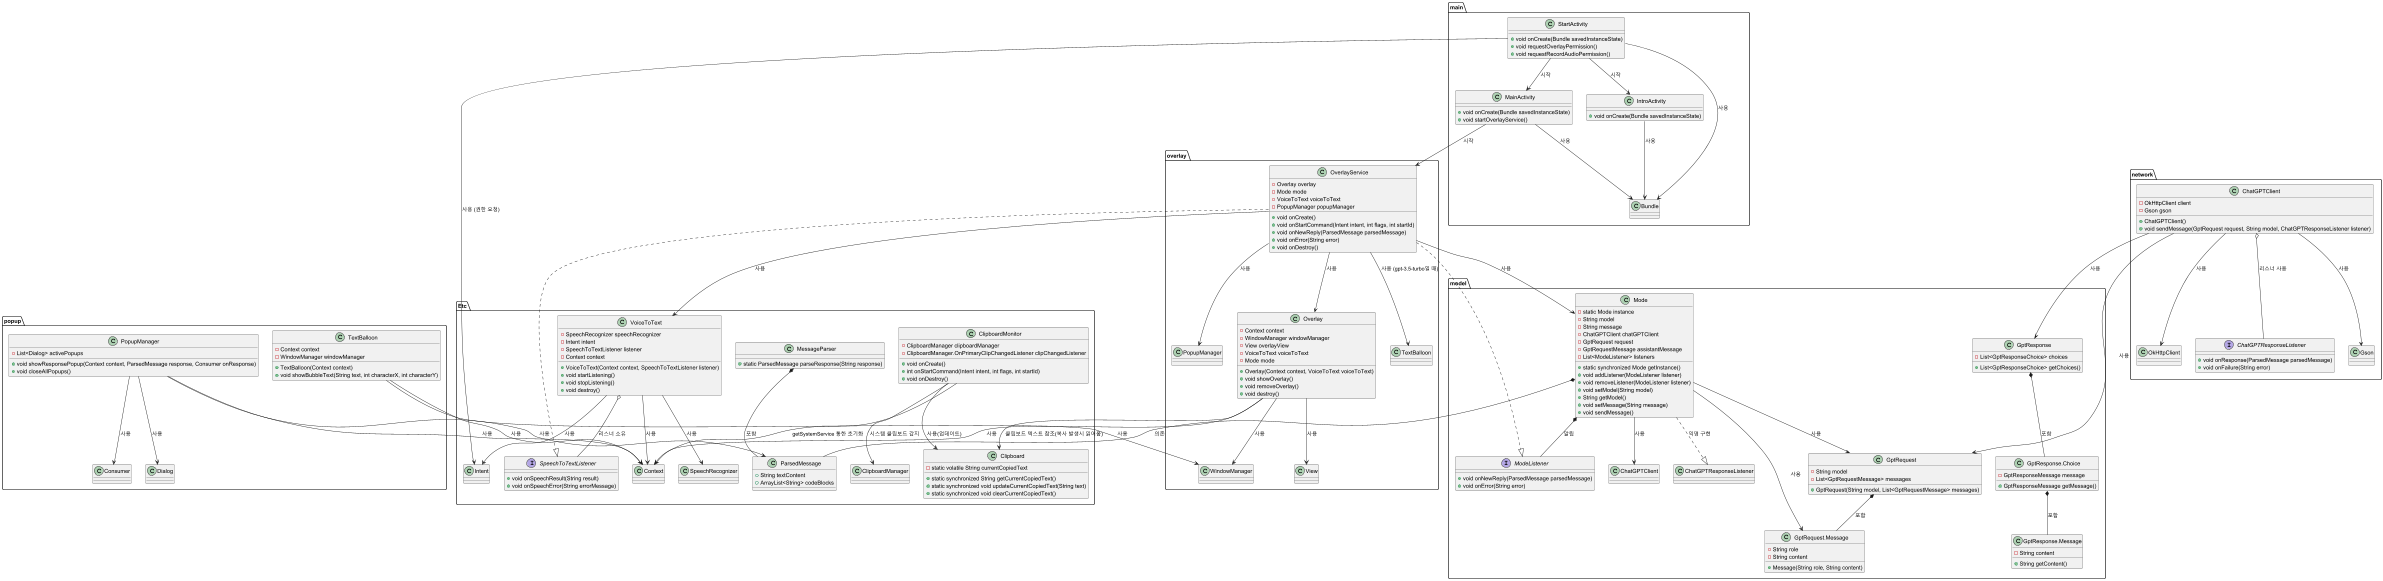 main
StartActivity
void onCreate(Bundle savedInstanceState)
void requestOverlayPermission()
void requestRecordAudioPermission()
시작
시작
사용
MainActivity
void onCreate(Bundle savedInstanceState)
void startOverlayService()
IntroActivity
void onCreate(Bundle savedInstanceState)
시작
사용
사용
Bundle
사용 (권한 요청)
overlay
OverlayService
Overlay overlay
Mode mode
VoiceToText voiceToText
PopupManager popupManager
void onCreate()
void onStartCommand(Intent intent, int flags, int startId)
void onNewReply(ParsedMessage parsedMessage)
void onError(String error)
void onDestroy()
사용
사용
사용
사용 (gpt-3.5-turbo일 때)
사용
PopupManager
Overlay
Context context
WindowManager windowManager
View overlayView
VoiceToText voiceToText
Mode mode
Overlay(Context context, VoiceToText voiceToText)
void showOverlay()
void removeOverlay()
void destroy()
TextBalloon
사용
사용
WindowManager
View
network
ChatGPTClient
OkHttpClient client
Gson gson
ChatGPTClient()
void sendMessage(GptRequest request, String model, ChatGPTResponseListener listener)
사용
사용
사용
리스너 사용
사용
OkHttpClient
ChatGPTResponseListener
void onResponse(ParsedMessage parsedMessage)
void onFailure(String error)
Gson
popup
PopupManager
List<Dialog> activePopups
void showResponsePopup(Context context, ParsedMessage response, Consumer onResponse)
void closeAllPopups()
TextBalloon
Context context
WindowManager windowManager
TextBalloon(Context context)
void showBubbleText(String text, int characterX, int characterY)
사용
사용
사용
사용
사용
사용
Consumer
Dialog
Etc
VoiceToText
SpeechRecognizer speechRecognizer
Intent intent
SpeechToTextListener listener
Context context
VoiceToText(Context context, SpeechToTextListener listener)
void startListening()
void stopListening()
void destroy()
MessageParser
static ParsedMessage parseResponse(String response)
ClipboardMonitor
ClipboardManager clipboardManager
ClipboardManager.OnPrimaryClipChangedListener clipChangedListener
void onCreate()
int onStartCommand(Intent intent, int flags, int startId)
void onDestroy()
사용
리스너 소유
사용
사용
포함
getSystemService 통한 초기화
시스템 클립보드 감지
사용(업데이트)
사용
클립보드 텍스트 참조(복사 발생시 읽어옴)
의존
Intent
SpeechToTextListener
void onSpeechResult(String result)
void onSpeechError(String errorMessage)
Context
SpeechRecognizer
ParsedMessage
String textContent
ArrayList<String> codeBlocks
ClipboardManager
Clipboard
static volatile String currentCopiedText
static synchronized String getCurrentCopiedText()
static synchronized void updateCurrentCopiedText(String text)
static synchronized void clearCurrentCopiedText()
model
Mode
static Mode instance
String model
String message
ChatGPTClient chatGPTClient
GptRequest request
GptRequestMessage assistantMessage
List<ModeListener> listeners
static synchronized Mode getInstance()
void addListener(ModeListener listener)
void removeListener(ModeListener listener)
void setModel(String model)
String getModel()
void setMessage(String message)
void sendMessage()
알림
사용
익명 구현
사용
사용
ModeListener
void onNewReply(ParsedMessage parsedMessage)
void onError(String error)
ChatGPTClient
ChatGPTResponseListener
GptRequest
String model
List<GptRequestMessage> messages
GptRequest(String model, List<GptRequestMessage> messages)
포함
GptRequest.Message
String role
String content
Message(String role, String content)
GptResponse
List<GptResponseChoice> choices
List<GptResponseChoice> getChoices()
포함
GptResponse.Choice
GptResponseMessage message
GptResponseMessage getMessage()
포함
GptResponse.Message
String content
String getContent()